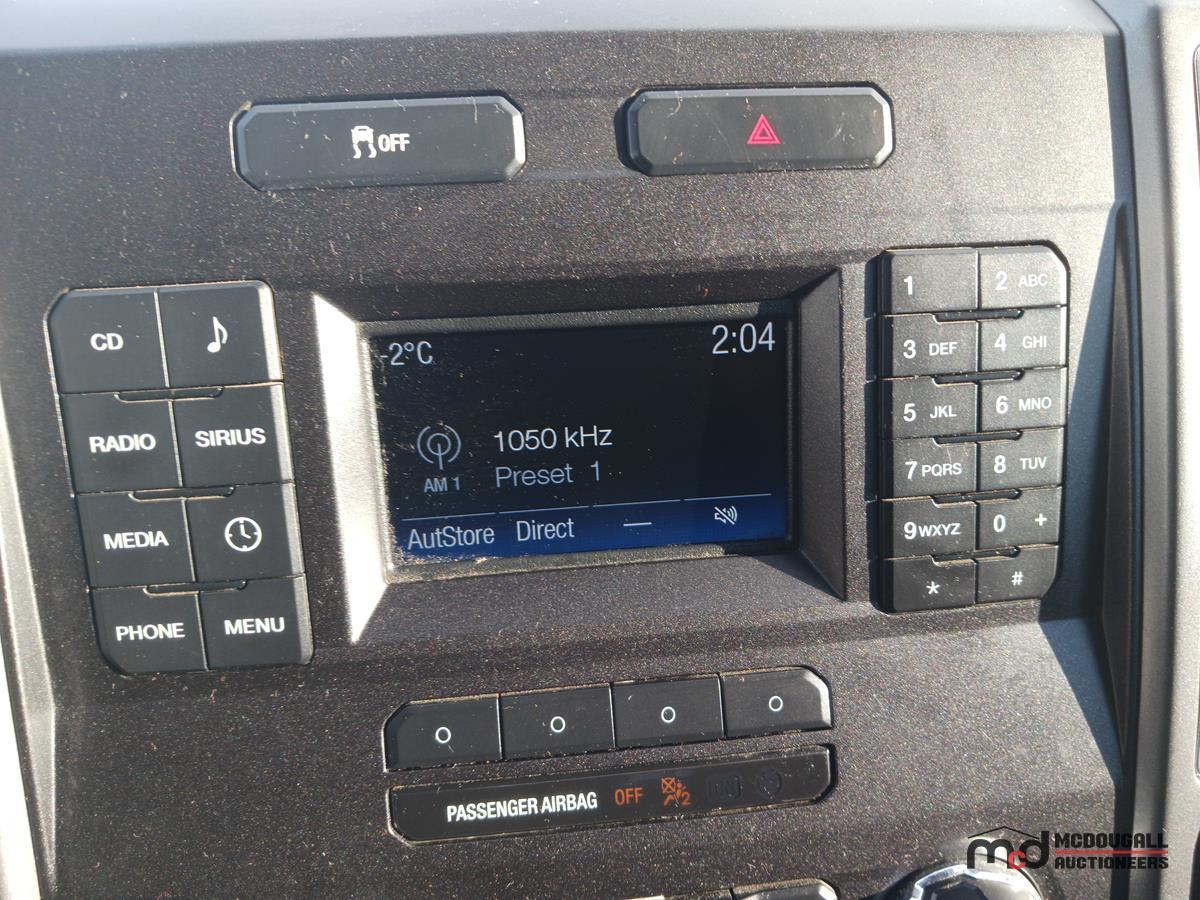 OFF
CD
RADIO SIRIUS
MEDIA
PHONE MENU
-2°C 2:04
1050 kHz
AM 1 Preset 1
AutStore Direct —
1 2 ABC
3 DEF 4 GHI
5 JKL 6 MNO
7 PQRS 8 TUV
9 WXYZ 0 +
* #
PASSENGER AIRBAG OFF 2
mcd MCDOUGALL
AUCTIONEERS